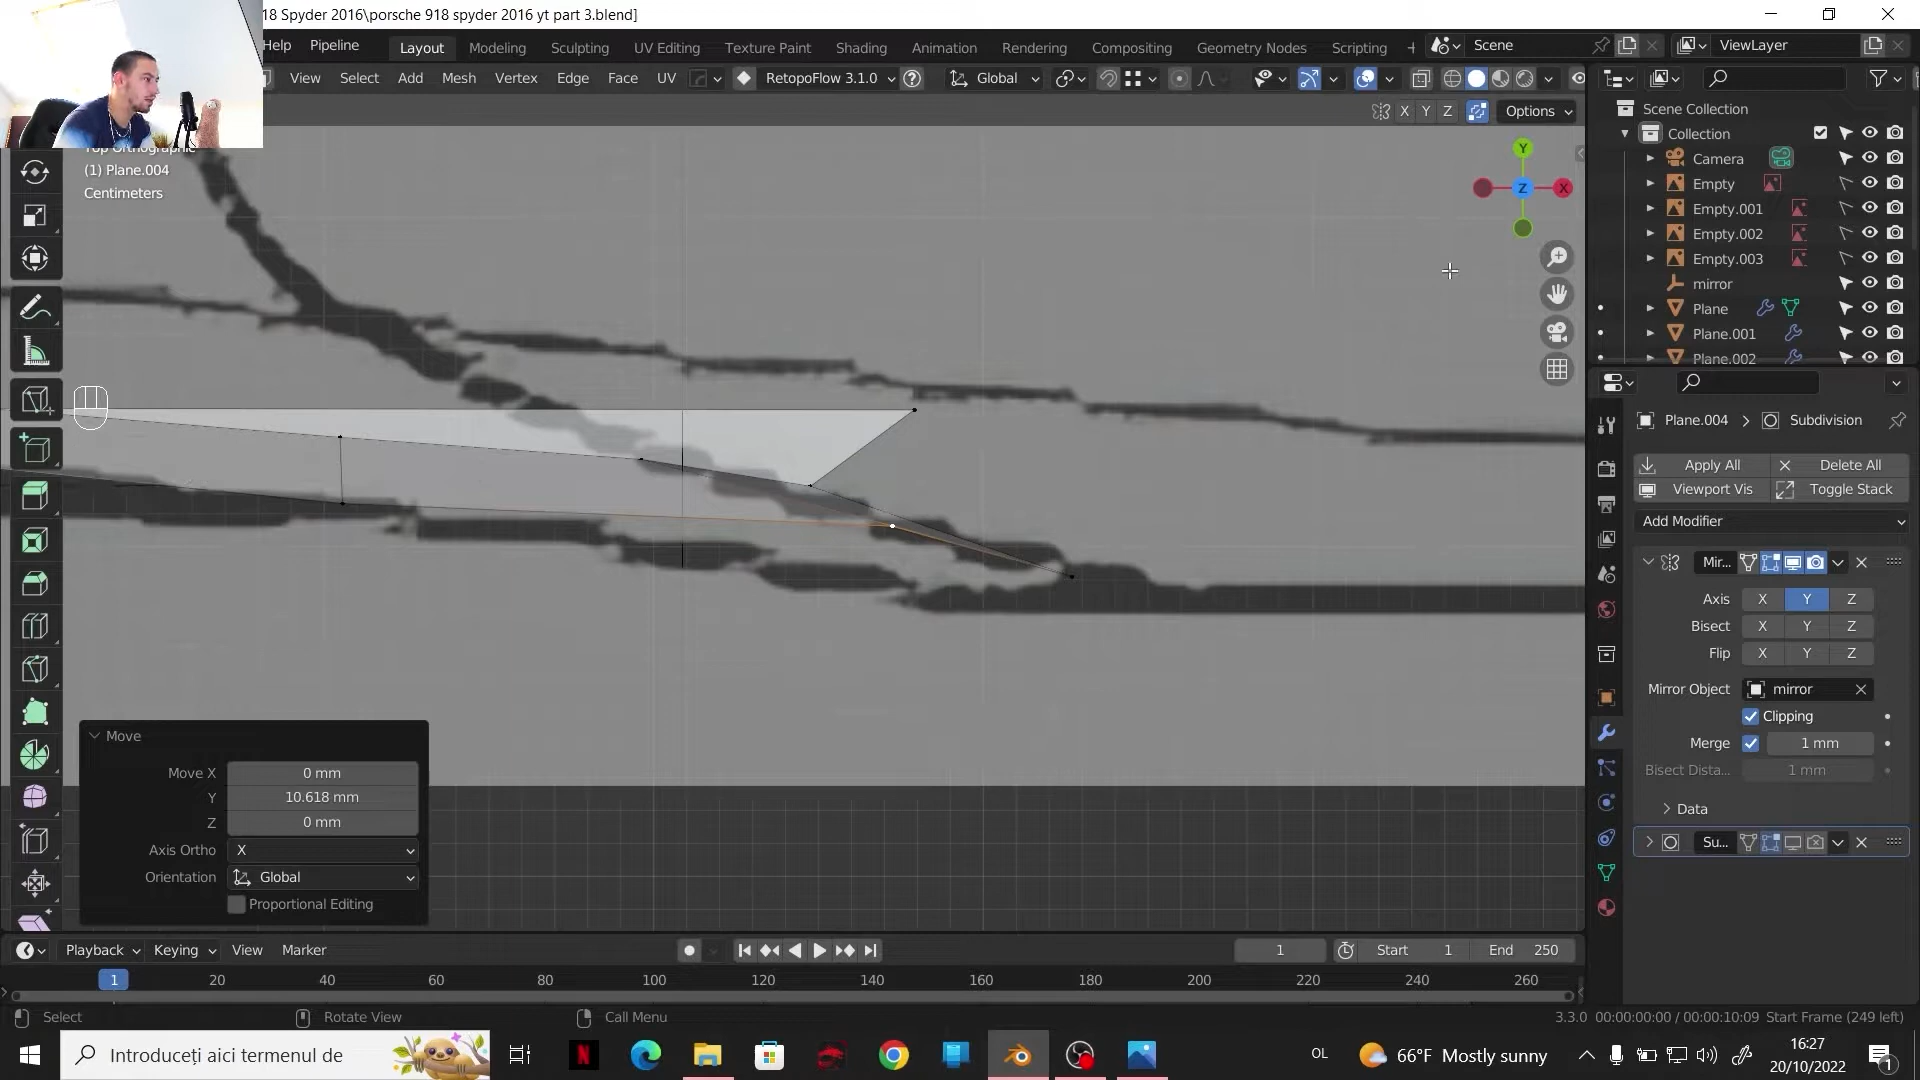 18 Spyder 2016\porsche 918 spyder 2016 yt part 3.blend]
Help Pipeline Layout Modeling Sculpting UV Editing Texture Paint Shading Animation Rendering Compositing Geometry Nodes Scripting + Scene ViewLayer
View Select Add Mesh Vertex Edge Face UV RetopoFlow 3.1.0 Global
X Y Z Options
Top Orthographic
(1) Plane.004
Centimeters
Y
Z X
Scene Collection
Collection
Camera
Empty
Empty.001
Empty.002
Empty.003
mirror
Plane
Plane.001
Plane.002
Plane.004 > Subdivision
Apply All Delete All
Viewport Vis Toggle Stack
Add Modifier
Mir...
Axis X Y Z
Bisect X Y Z
Flip X Y Z
Mirror Object mirror
Clipping
Merge 1 mm
Bisect Dista... 1 mm
Data
Su...
Move
Move X 0 mm
Y 10.618 mm
Z 0 mm
Axis Ortho X
Orientation Global
Proportional Editing
Playback Keying View Marker 1 Start 1 End 250
1 20 40 60 80 100 120 140 160 180 200 220 240 260
Select Rotate View Call Menu 3.3.0 00:00:00:00 / 00:00:10:09 Start Frame (249 left)
Introduceți aici termenul de OL 66°F Mostly sunny 16:27
20/10/2022
1